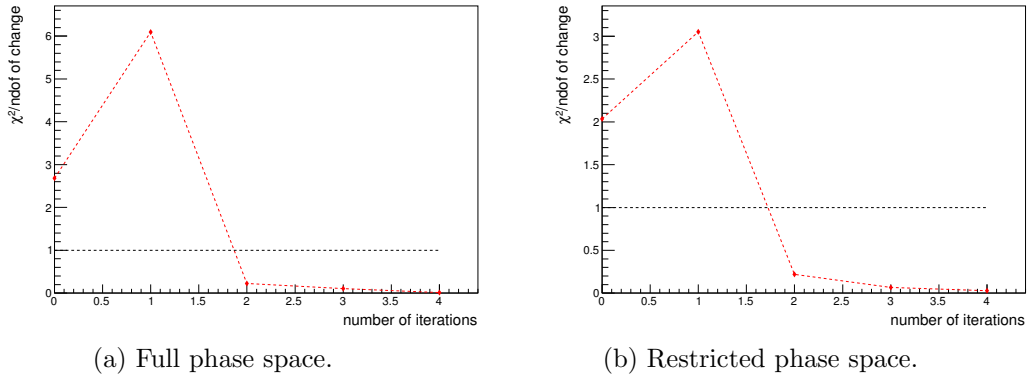 χ²/ndof of change
6
5
4
3
2
1
0
0 0.5 1 1.5 2 2.5 3 3.5 4
number of iterations
(a) Full phase space.
χ²/ndof of change
3
2.5
2
1.5
1
0.5
0
0 0.5 1 1.5 2 2.5 3 3.5 4
number of iterations
(b) Restricted phase space.